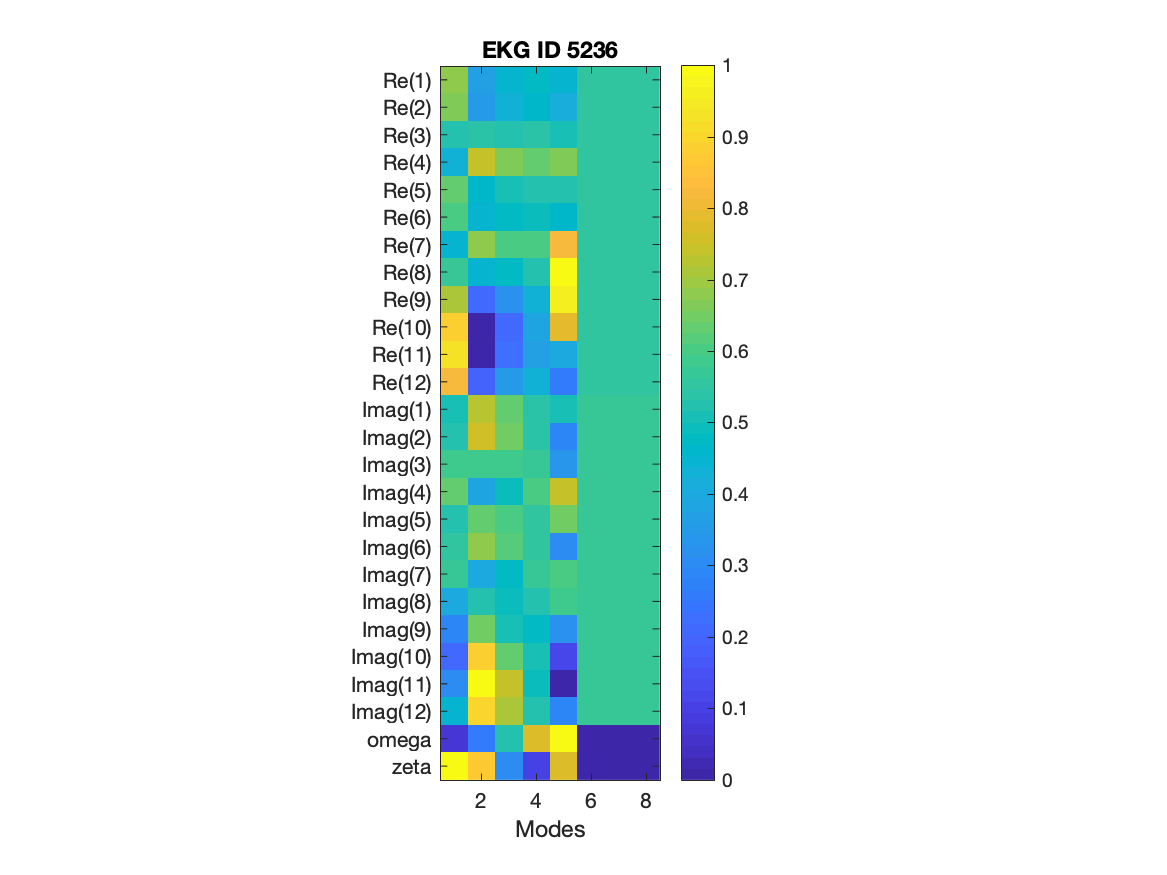 EKG ID 5236
Re(1)
Re(2)
Re(3)
Re(4)
Re(5)
Re(6)
Re(7)
Re(8)
Re(9)
Re(10)
Re(11)
Re(12)
Imag(1)
Imag(2)
Imag(3)
Imag(4)
Imag(5)
Imag(6)
Imag(7)
Imag(8)
Imag(9)
Imag(10)
Imag(11)
Imag(12)
omega
zeta
2 4 6 8
Modes
1
0.9
0.8
0.7
0.6
0.5
0.4
0.3
0.2
0.1
0